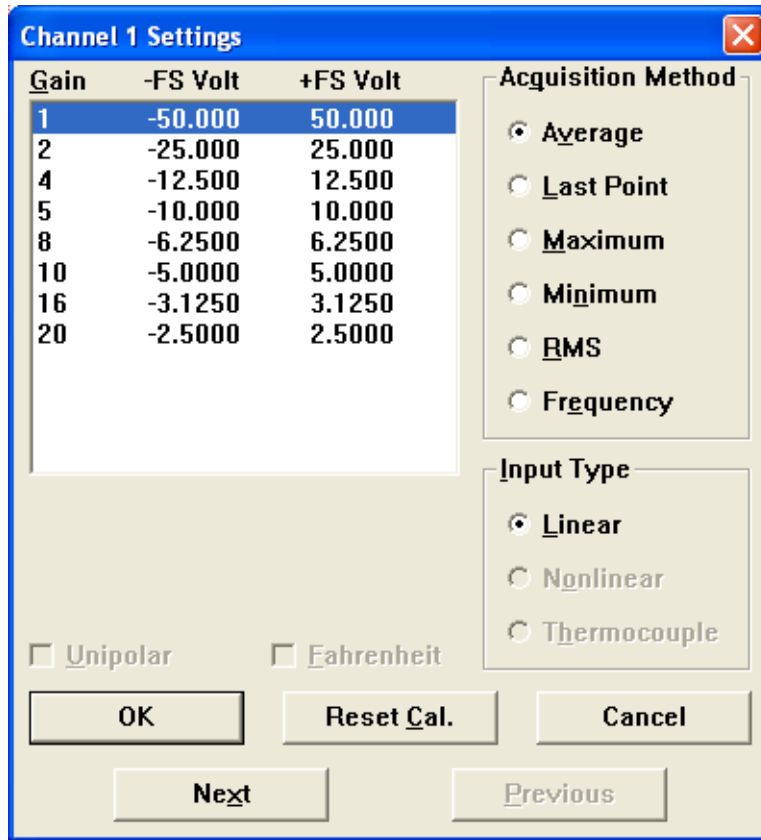 Channel 1 Settings
Gain -FS Volt +FS Volt
1 -50.000 50.000
2 -25.000 25.000
4 -12.500 12.500
5 -10.000 10.000
8 -6.2500 6.2500
10 -5.0000 5.0000
16 -3.1250 3.1250
20 -2.5000 2.5000
Acquisition Method
Average
Last Point
Maximum
Minimum
RMS
Frequency
Input Type
Linear
Nonlinear
Thermocouple
Unipolar Fahrenheit
OK Reset Cal. Cancel
Next Previous